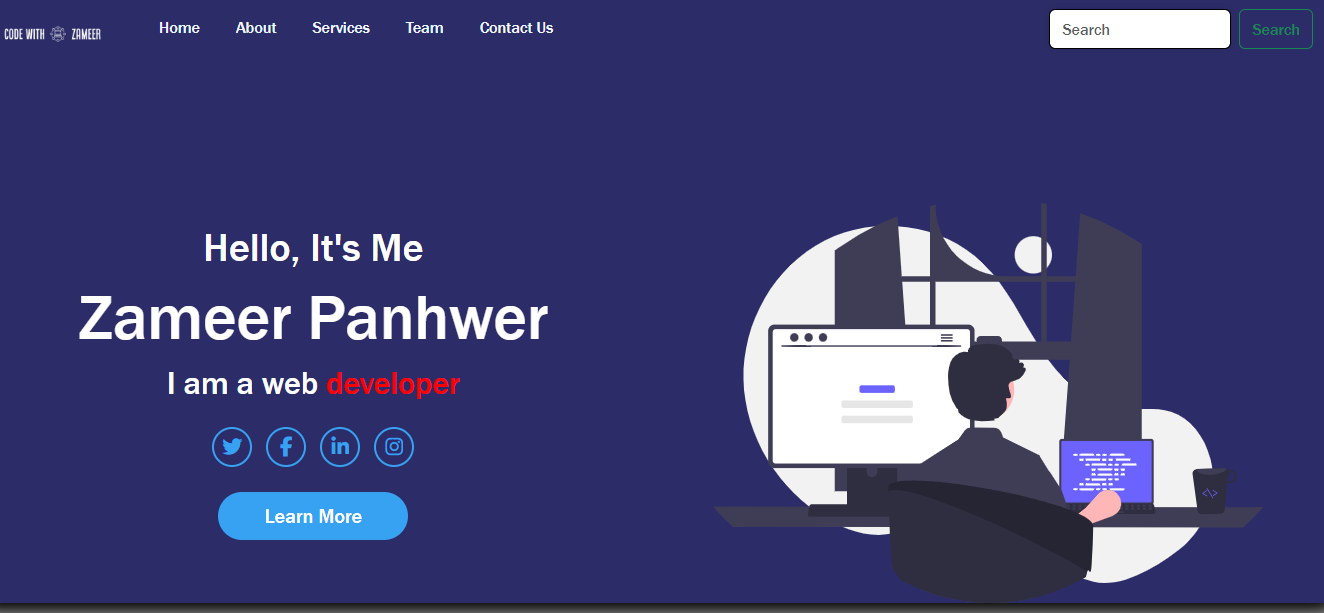 CODE WITH ZAMEER
Home About Services Team Contact Us
Search
Search
Hello, It's Me
Zameer Panhwer
I am a web developer
Learn More
</>